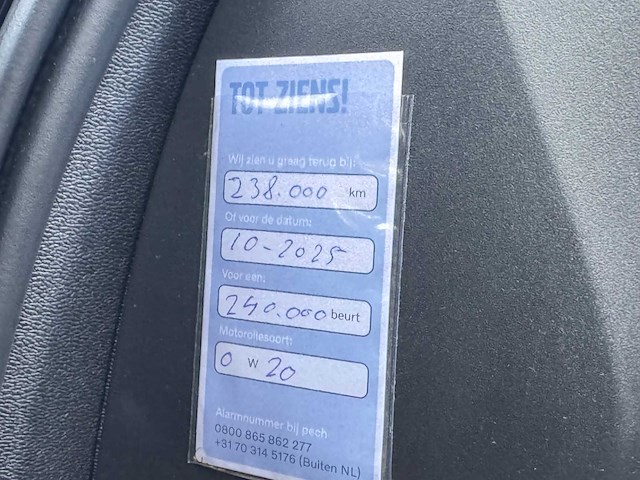 TOT ZIENS!
Wij zien u graag terug bij:
238.000 km
Of voor de datum:
10-2025
Voor een:
240.000 beurt
Motoroliesoort:
0 W 20
Alarmnummer bij pech
0800 865 862 277
+31 70 314 5176 (Buiten NL)